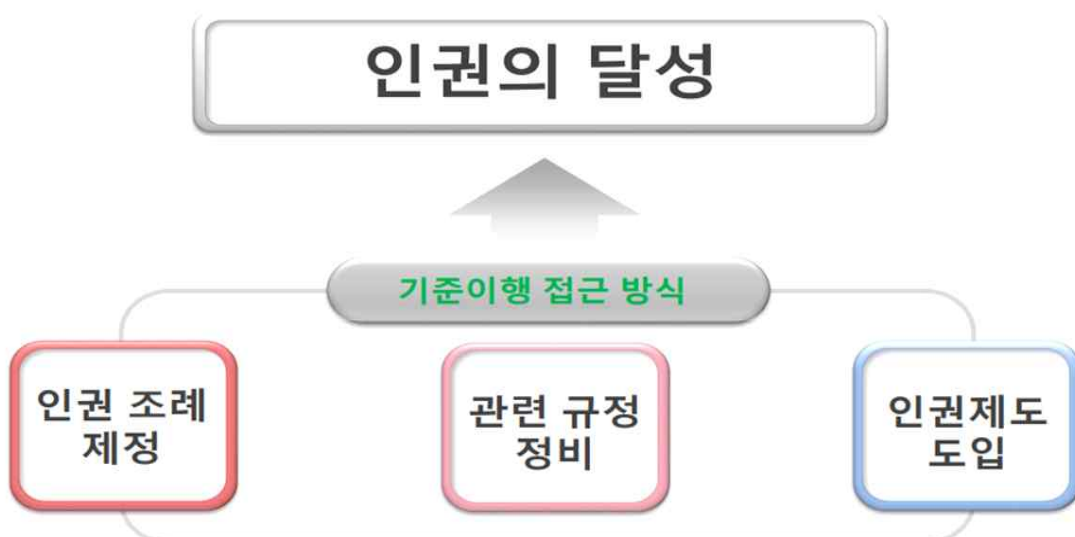 인권의 달성
기준이행 접근 방식
인권 조례
제정
관련 규정
정비
인권제도
도입